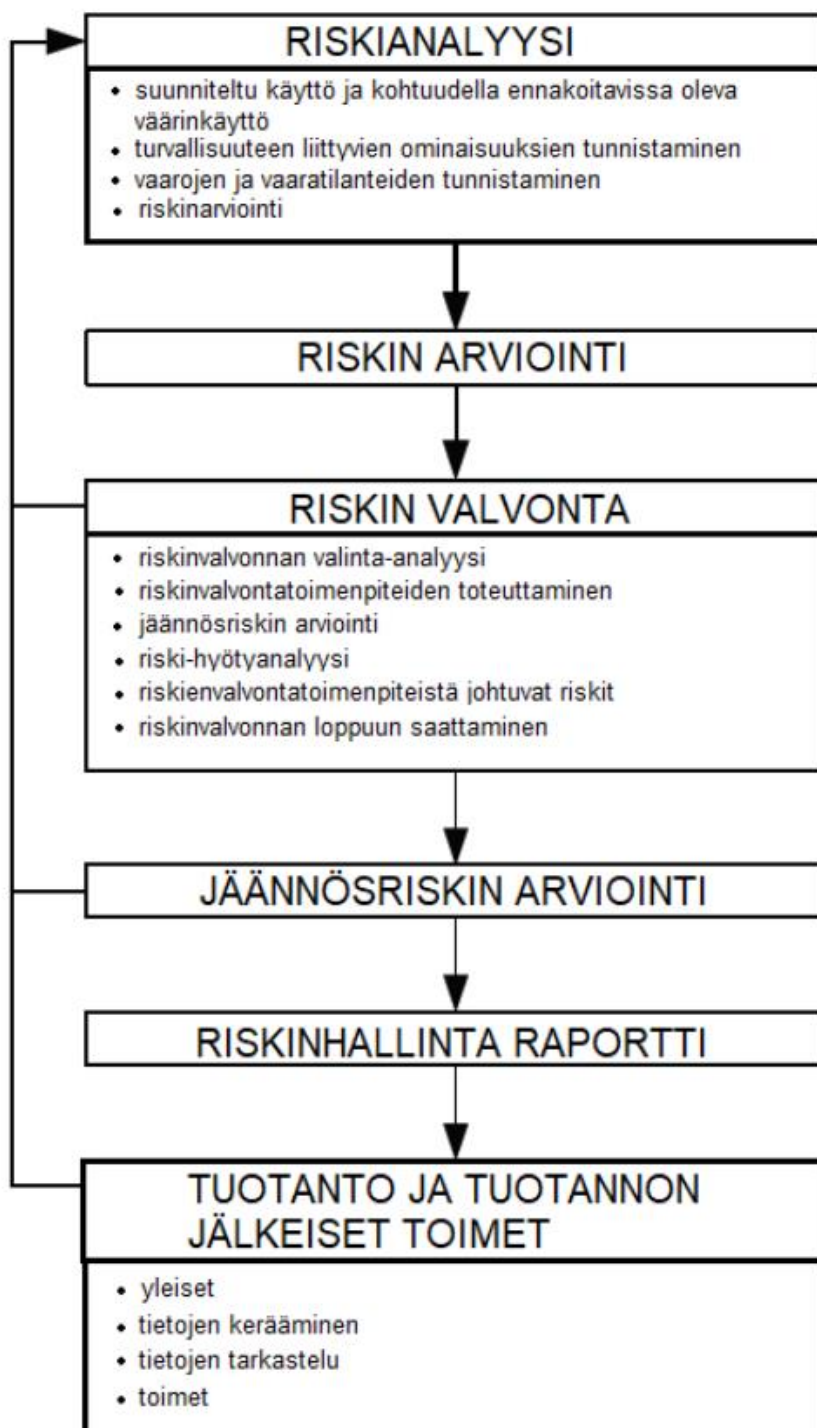 RISKIANALYYSI
• suunniteltu käyttö ja kohtuudella ennakoitavissa oleva
väärinkäyttö
• turvallisuuteen liittyvien ominaisuuksien tunnistaminen
• vaarojen ja vaaratilanteiden tunnistaminen
• riskinarviointi
RISKIN ARVIOINTI
RISKIN VALVONTA
• riskinvalvonnan valinta-analyysi
• riskinvalvontatoimenpiteiden toteuttaminen
• jäännösriskin arviointi
• riski-hyötyanalyysi
• riskienvalvontatoimenpiteistä johtuvat riskit
• riskinvalvonnan loppuun saattaminen
JÄÄNNÖSRISKIN ARVIOINTI
RISKINHALLINTA RAPORTTI
TUOTANTO JA TUOTANNON
JÄLKEISET TOIMET
• yleiset
• tietojen kerääminen
• tietojen tarkastelu
• toimet